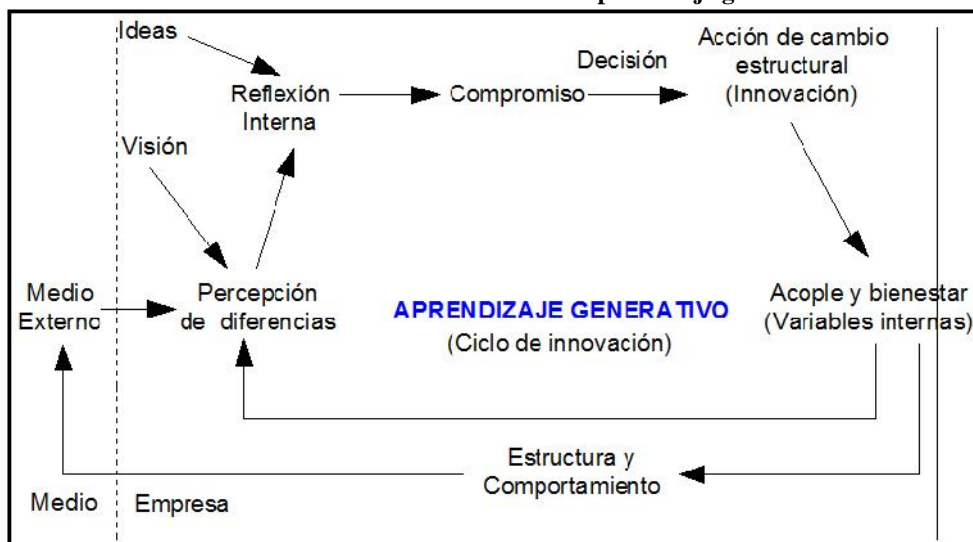 Ideas
Decisión
Acción de cambio
estructural
(Innovación)
Reflexión
Interna
Compromiso
Visión
Medio
Externo
Percepción
de diferencias
APRENDIZAJE GENERATIVO
(Ciclo de innovación)
Acople y bienestar
(Variables internas)
Estructura y
Comportamiento
Medio
Empresa